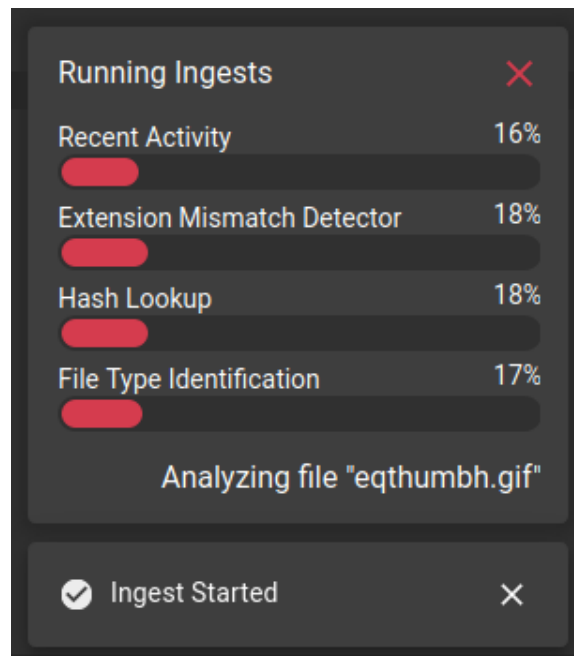 Running Ingests
Recent Activity 16%
Extension Mismatch Detector 18%
Hash Lookup 18%
File Type Identification 17%
Analyzing file "eqthumbh.gif"
Ingest Started